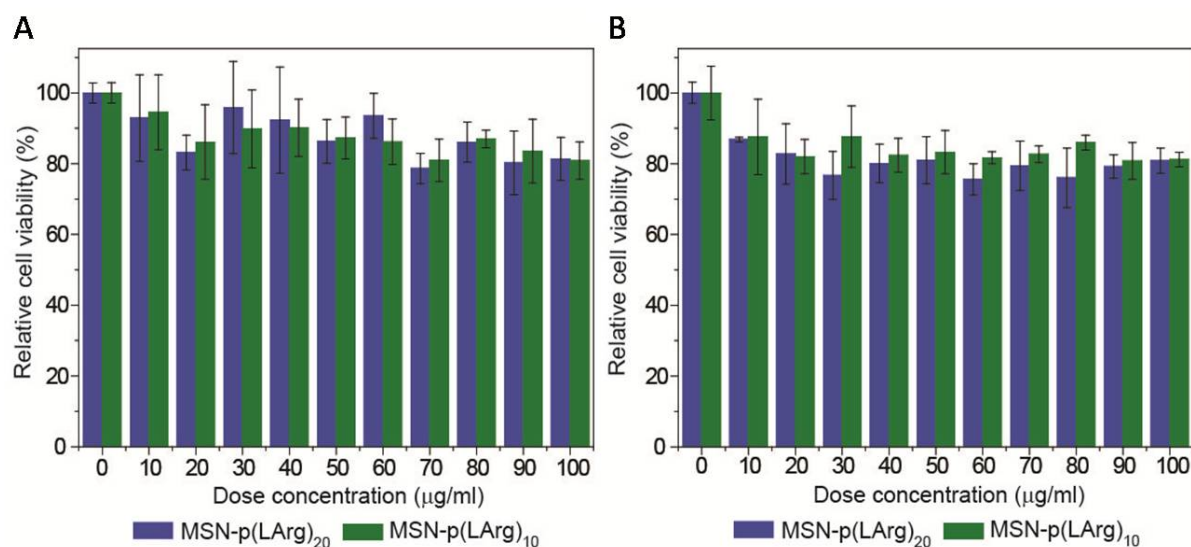 A
Relative cell viability (%)
100
80
60
40
20
0
0 10 20 30 40 50 60 70 80 90 100
Dose concentration (μg/ml)
MSN-p(LArg)20 MSN-p(LArg)10
B
Relative cell viability (%)
100
80
60
40
20
0
0 10 20 30 40 50 60 70 80 90 100
Dose concentration (μg/ml)
MSN-p(LArg)20 MSN-p(LArg)10